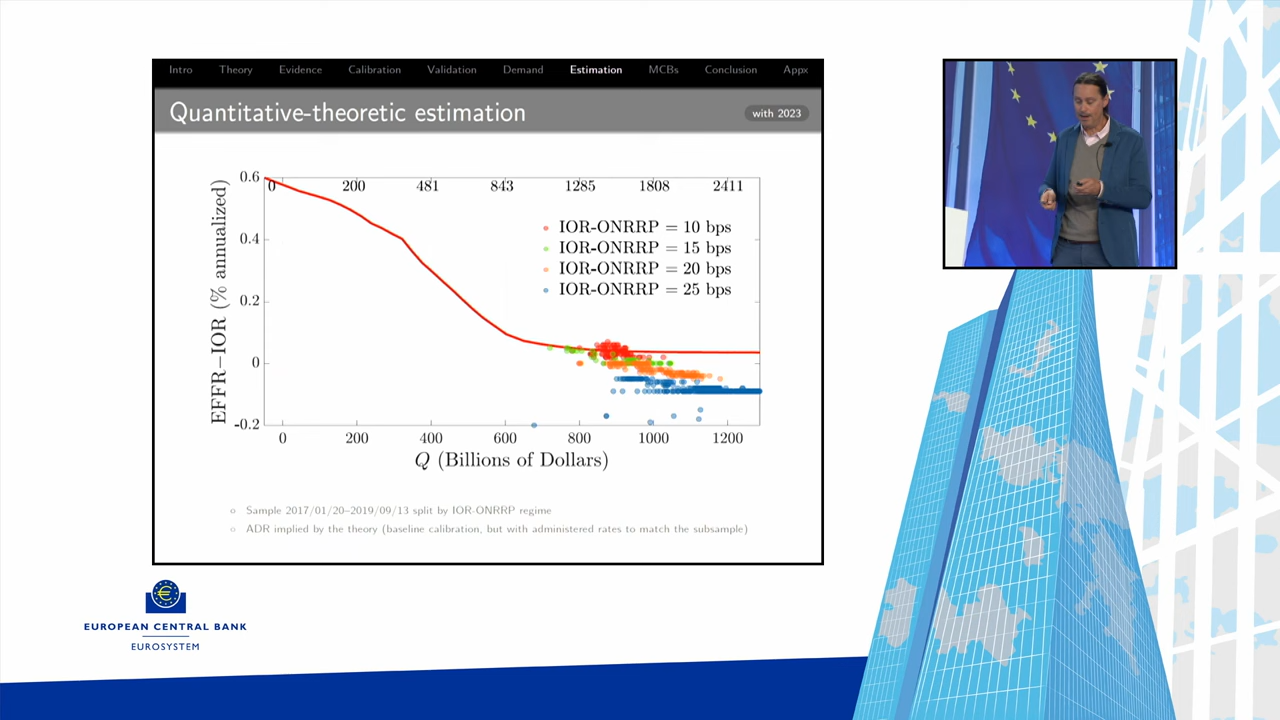 Intro Theory Evidence Calibration Validation Demand Estimation MCBs Conclusion Appx
Quantitative-theoretic estimation
with 2023
0.6
0 200 481 843 1285 1808 2411
IOR-ONRRP = 10 bps
0.4
IOR-ONRRP = 15 bps
IOR-ONRRP = 20 bps
IOR-ONRRP = 25 bps
0.2
0
-0.2
EFFR−IOR (% annualized)
0 200 400 600 800 1000 1200
Q (Billions of Dollars)
Sample 2017/01/20–2019/09/13 split by IOR-ONRRP regime
ADR implied by the theory (baseline calibration, but with administered rates to match the subsample)
EUROPEAN CENTRAL BANK
EUROSYSTEM